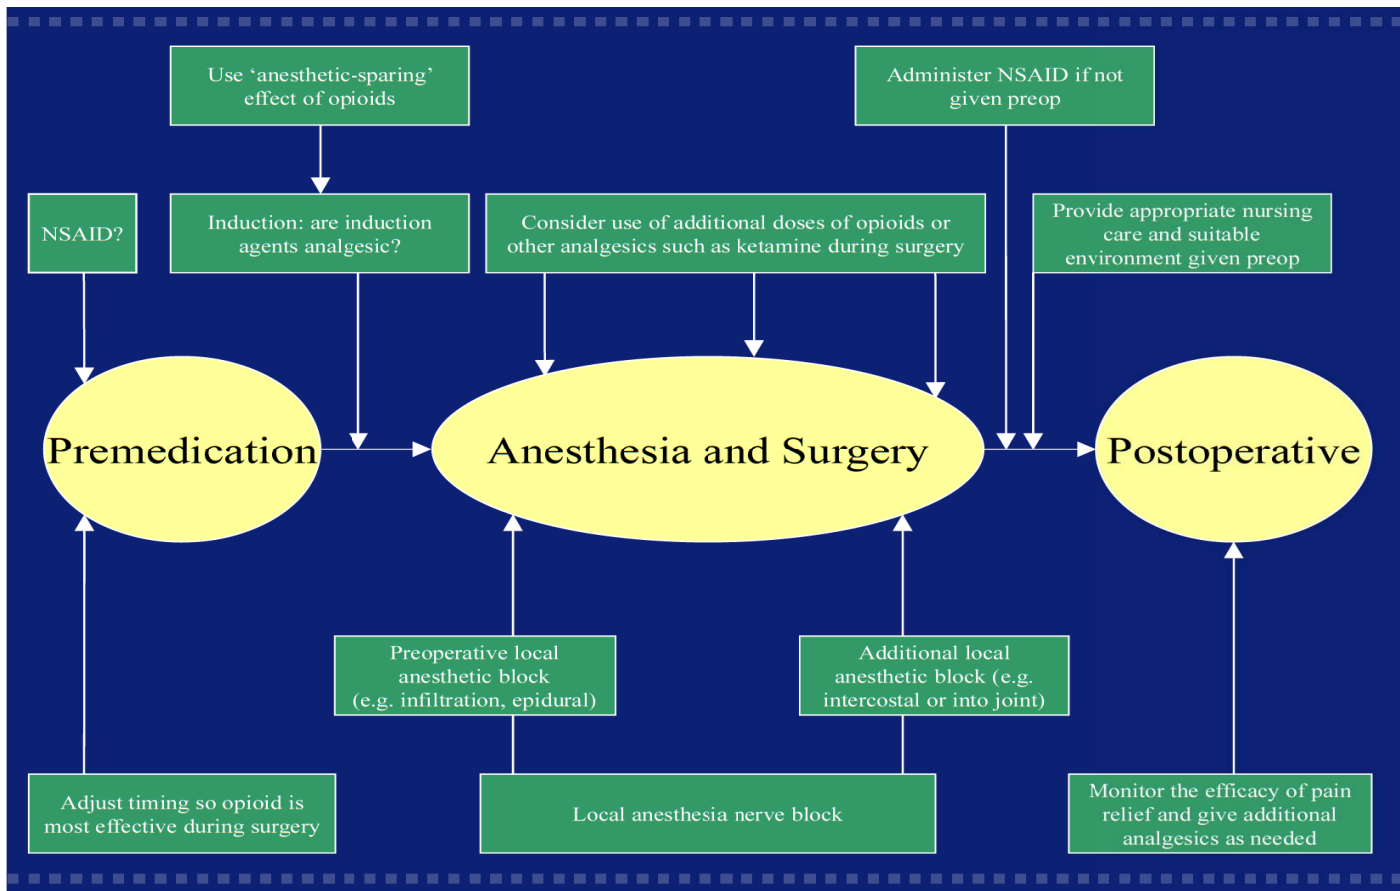 Use ‘anesthetic-sparing’
effect of opioids
Administer NSAID if not
given preop
NSAID?
Induction: are induction
agents analgesic?
Consider use of additional doses of opioids or
other analgesics such as ketamine during surgery
Provide appropriate nursing
care and suitable
environment given preop
Premedication
Anesthesia and Surgery
Postoperative
Preoperative local
anesthetic block
(e.g. infiltration, epidural)
Additional local
anesthetic block (e.g.
intercostal or into joint)
Adjust timing so opioid is
most effective during surgery
Local anesthesia nerve block
Monitor the efficacy of pain
relief and give additional
analgesics as needed